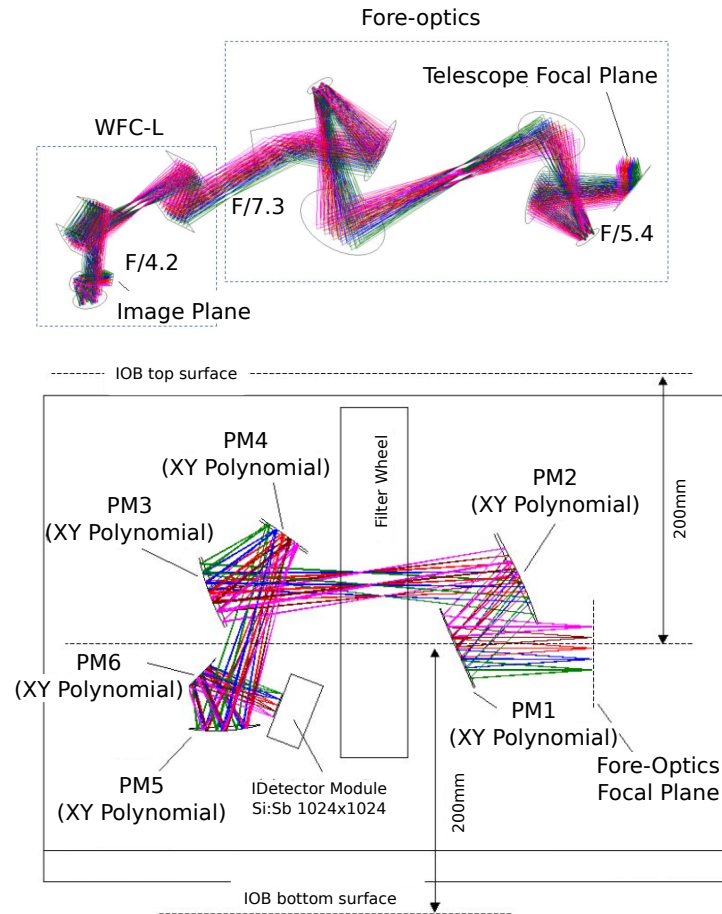 Fore-optics
Telescope Focal Plane
WFC-L
F/7.3
F/5.4
F/4.2
Image Plane
IOB top surface
PM4
(XY Polynomial)
PM2
(XY Polynomial)
PM3
(XY Polynomial)
Filter Wheel
200mm
PM6
(XY Polynomial)
PM1
(XY Polynomial)
Fore-Optics
Focal Plane
PM5
(XY Polynomial)
IDetector Module
Si:Sb 1024x1024
200mm
IOB bottom surface